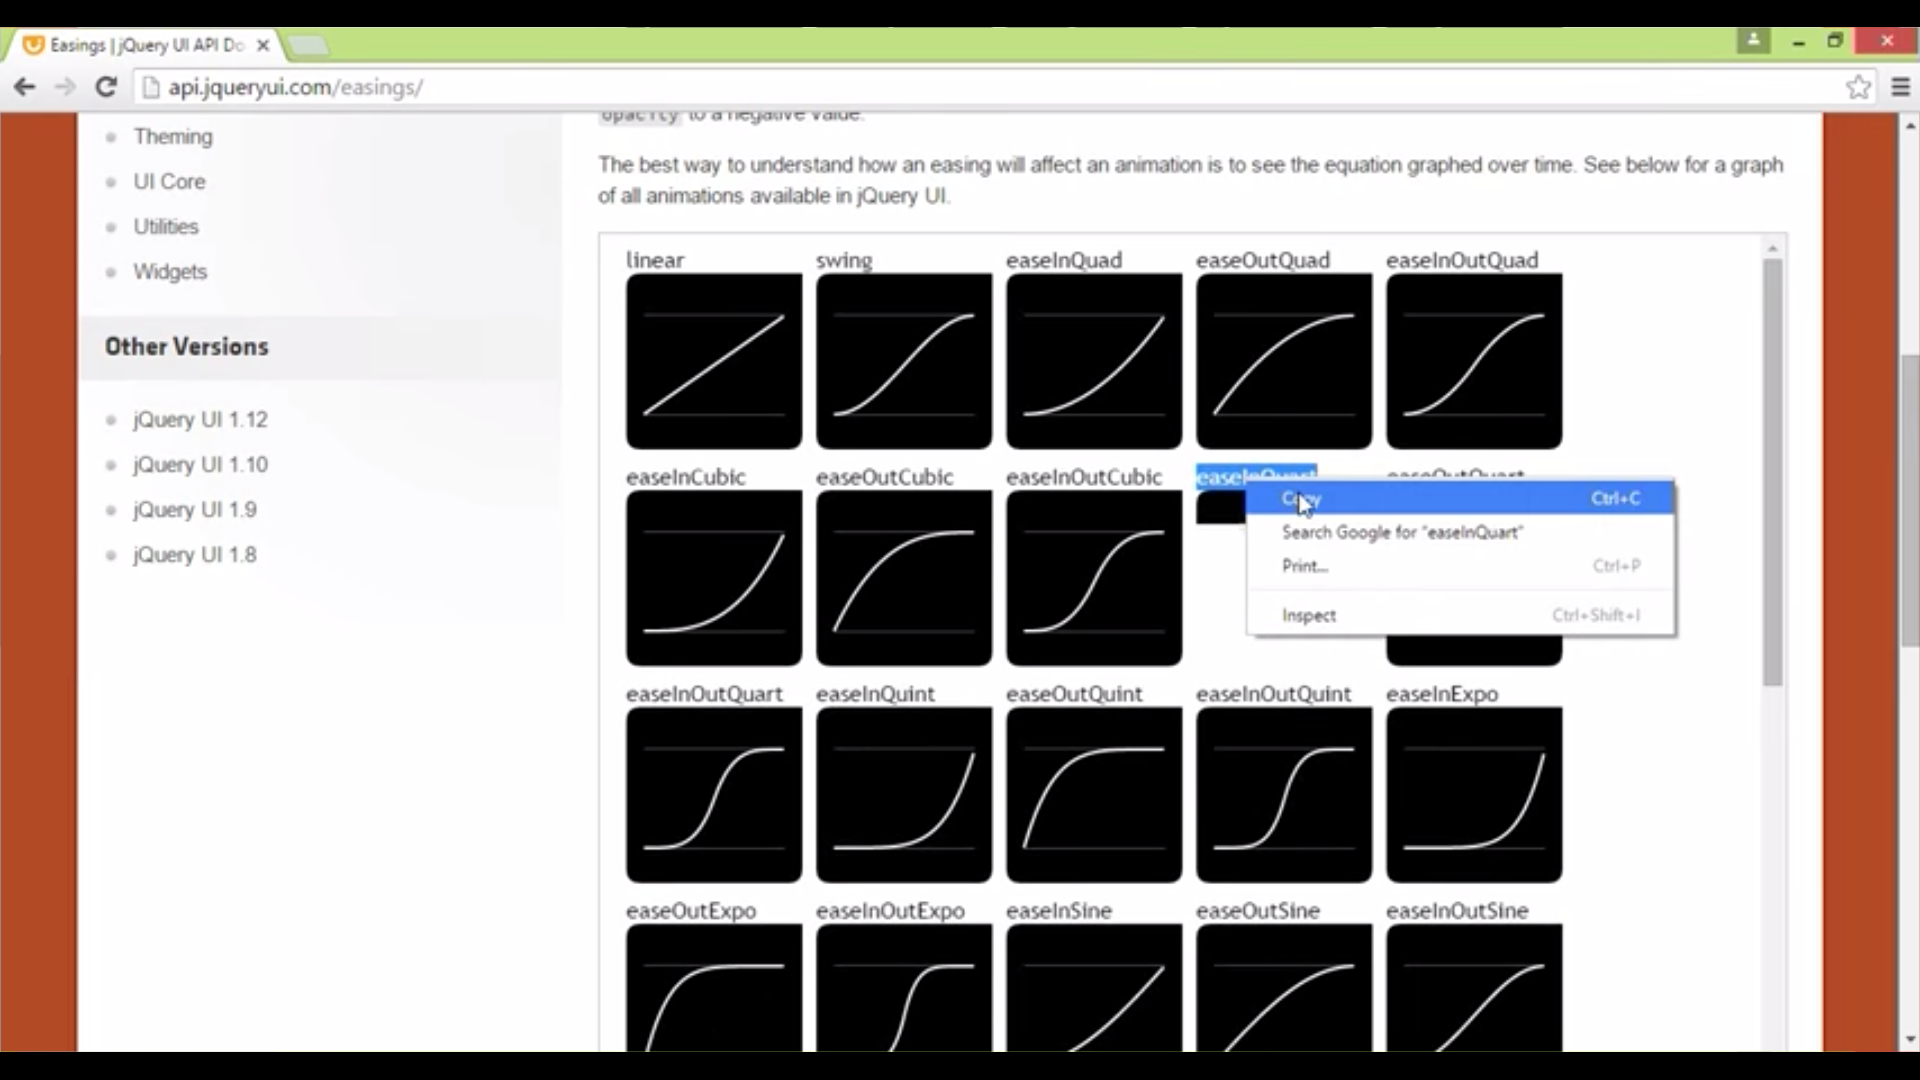 Easings | jQuery UI API Do
api.jqueryui.com/easings/
Theming
UI Core
Utilities
Widgets
Other Versions
jQuery UI 1.12
jQuery UI 1.10
jQuery UI 1.9
jQuery UI 1.8
opacity to a negative value.
The best way to understand how an easing will affect an animation is to see the equation graphed over time. See below for a graph
of all animations available in jQuery UI.
linear swing easeInQuad easeOutQuad easeInOutQuad
easeInCubic easeOutCubic easeInOutCubic easeInQuart easeOutQuart
Copy Ctrl+C
Search Google for "easeInQuart"
Print... Ctrl+P
Inspect Ctrl+Shift+I
easeInOutQuart easeInQuint easeOutQuint easeInOutQuint easeInExpo
easeOutExpo easeInOutExpo easeInSine easeOutSine easeInOutSine